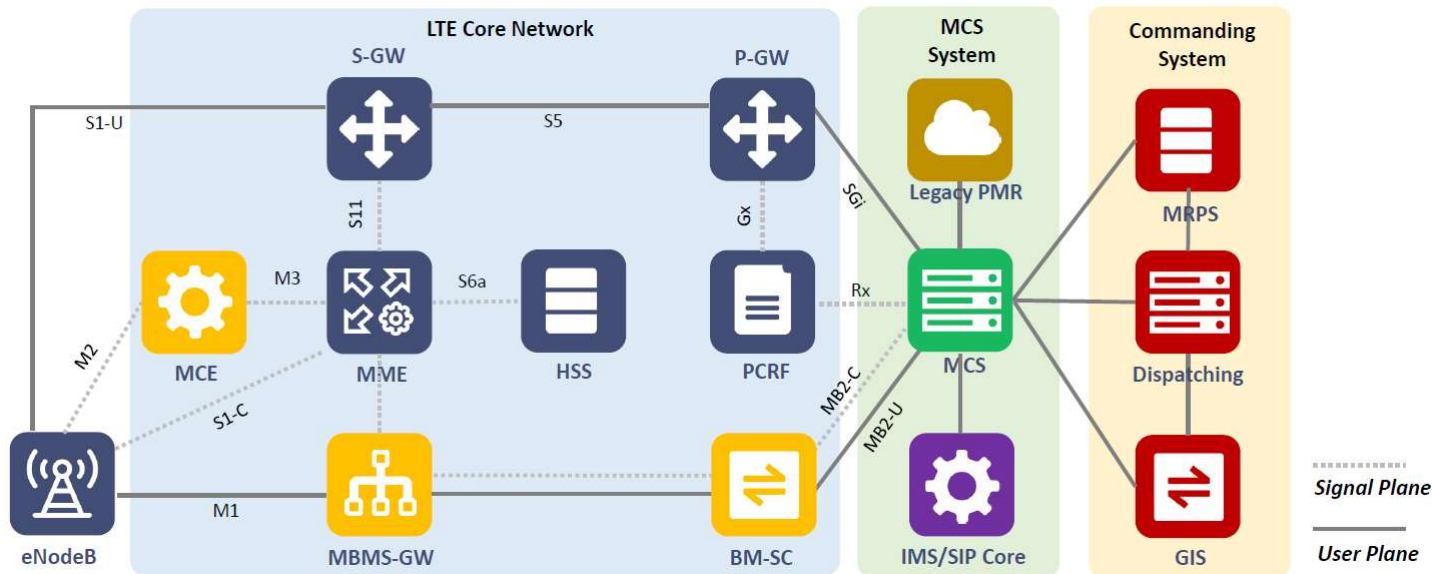 LTE Core Network
MCS
System
Commanding
System
S-GW
P-GW
S1-U
S5
SGi
Legacy PMR
MRPS
S11
Gx
M3
S6a
Rx
M2
MCE
MME
HSS
PCRF
MCS
Dispatching
S1-C
MB2-C
MB2-U
M1
Signal Plane
User Plane
eNodeB
MBMS-GW
BM-SC
IMS/SIP Core
GIS